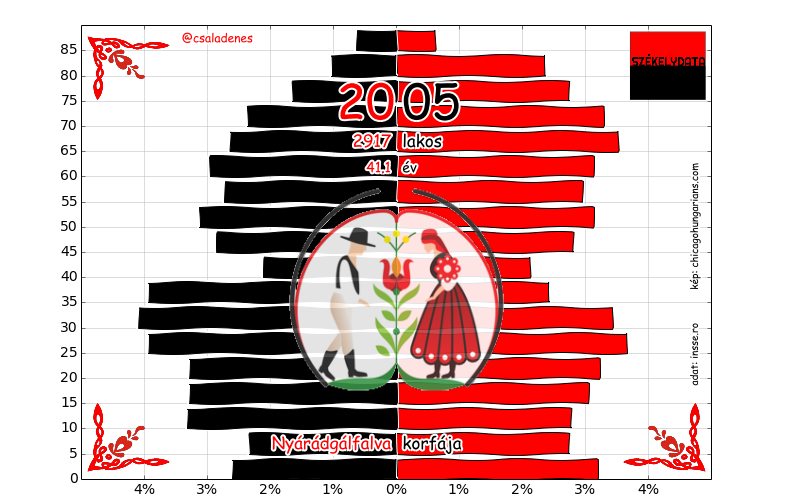 @csaladenes
SZÉKELYDATA
2005
2917 lakos
41,1 év
Nyárádgálfalva korfája
kép: chicagohungarians.com
adat: insse.ro
85
80
75
70
65
60
55
50
45
40
35
30
25
20
15
10
5
0
4% 3% 2% 1% 0% 1% 2% 3% 4%